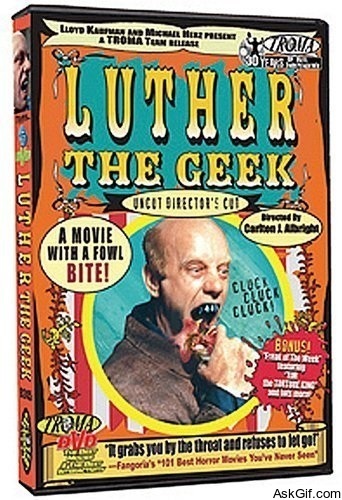 LLOYD KAUFMAN AND MICHAEL HERZ PRESENT
A TROMA TEAM RELEASE
TROMA
30 YEARS
LUTHER
THE GEEK
UNCUT DIRECTOR'S CUT
Directed By
Carlton J. Albright
A MOVIE
WITH A FOWL
BITE!
CLUCK
CLUCK
CLUCK!
BONUS!
"Freak of The Week"
featuring
and lots more!
LUTHER THE GEEK
TROMA
DVD
"It grabs you by the throat and refuses to let go!"
—Fangoria's "101 Best Horror Movies You've Never Seen"
AskGif.com